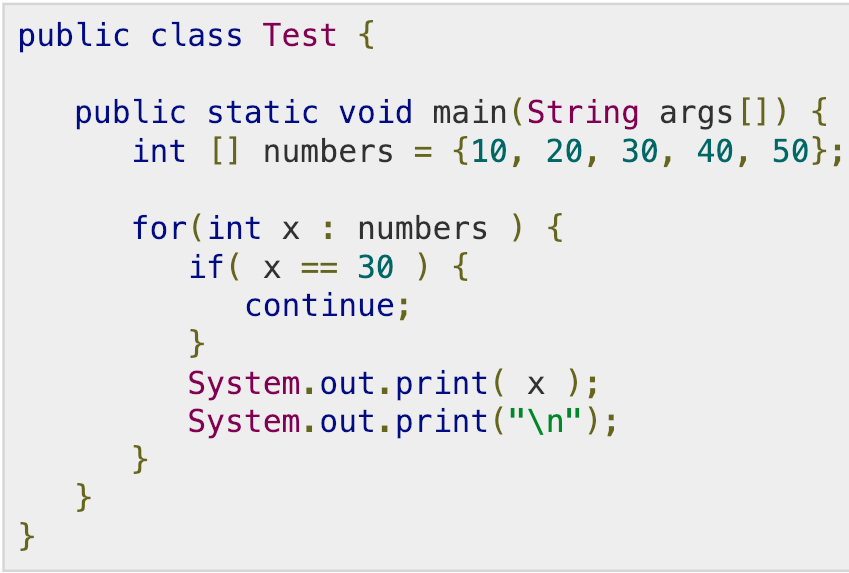 public class Test {
public static void main(String args[]) {
int [] numbers = {10, 20, 30, 40, 50};
for(int x : numbers ) {
if( x == 30 ) {
continue;
}
System.out.print( x );
System.out.print("\n");
}
}
}